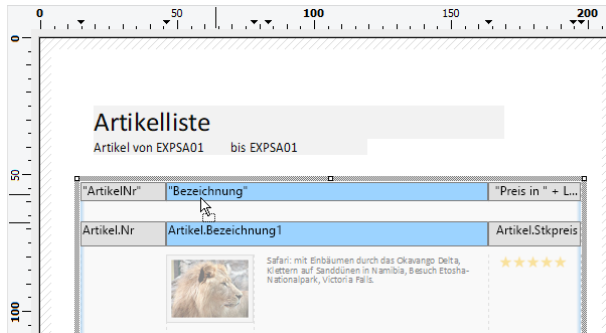 0 50 100 150 200
0
Artikelliste
Artikel von EXPSA01 bis EXPSA01
50
"ArtikelNr" "Bezeichnung" "Preis in " + L...
Artikel.Nr Artikel.Bezeichnung1 Artikel.Stkpreis
Safari: mit Einbäumen durch das Okavango Delta,
Klettern auf Sanddünen in Namibia, Besuch Etosha-
Nationalpark, Victoria Falls.
100